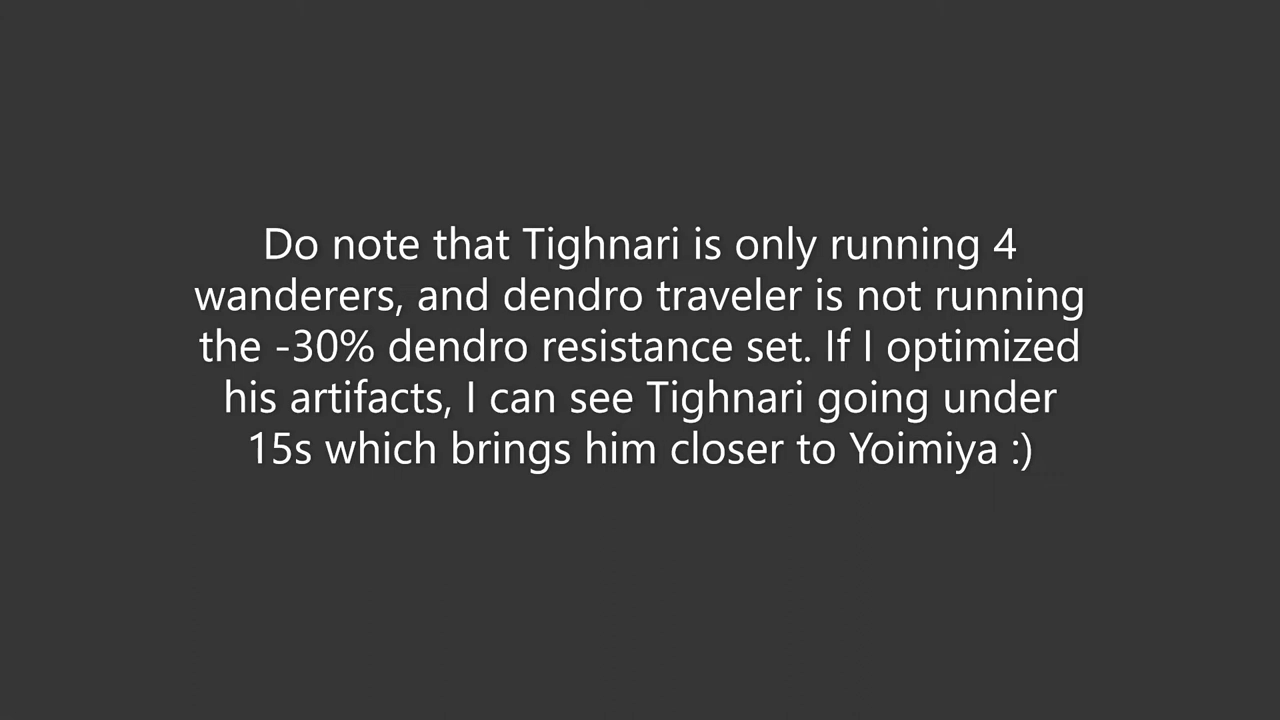 Do note that Tighnari is only running 4
wanderers, and dendro traveler is not running
the -30% dendro resistance set. If I optimized
his artifacts, I can see Tighnari going under
15s which brings him closer to Yoimiya :)